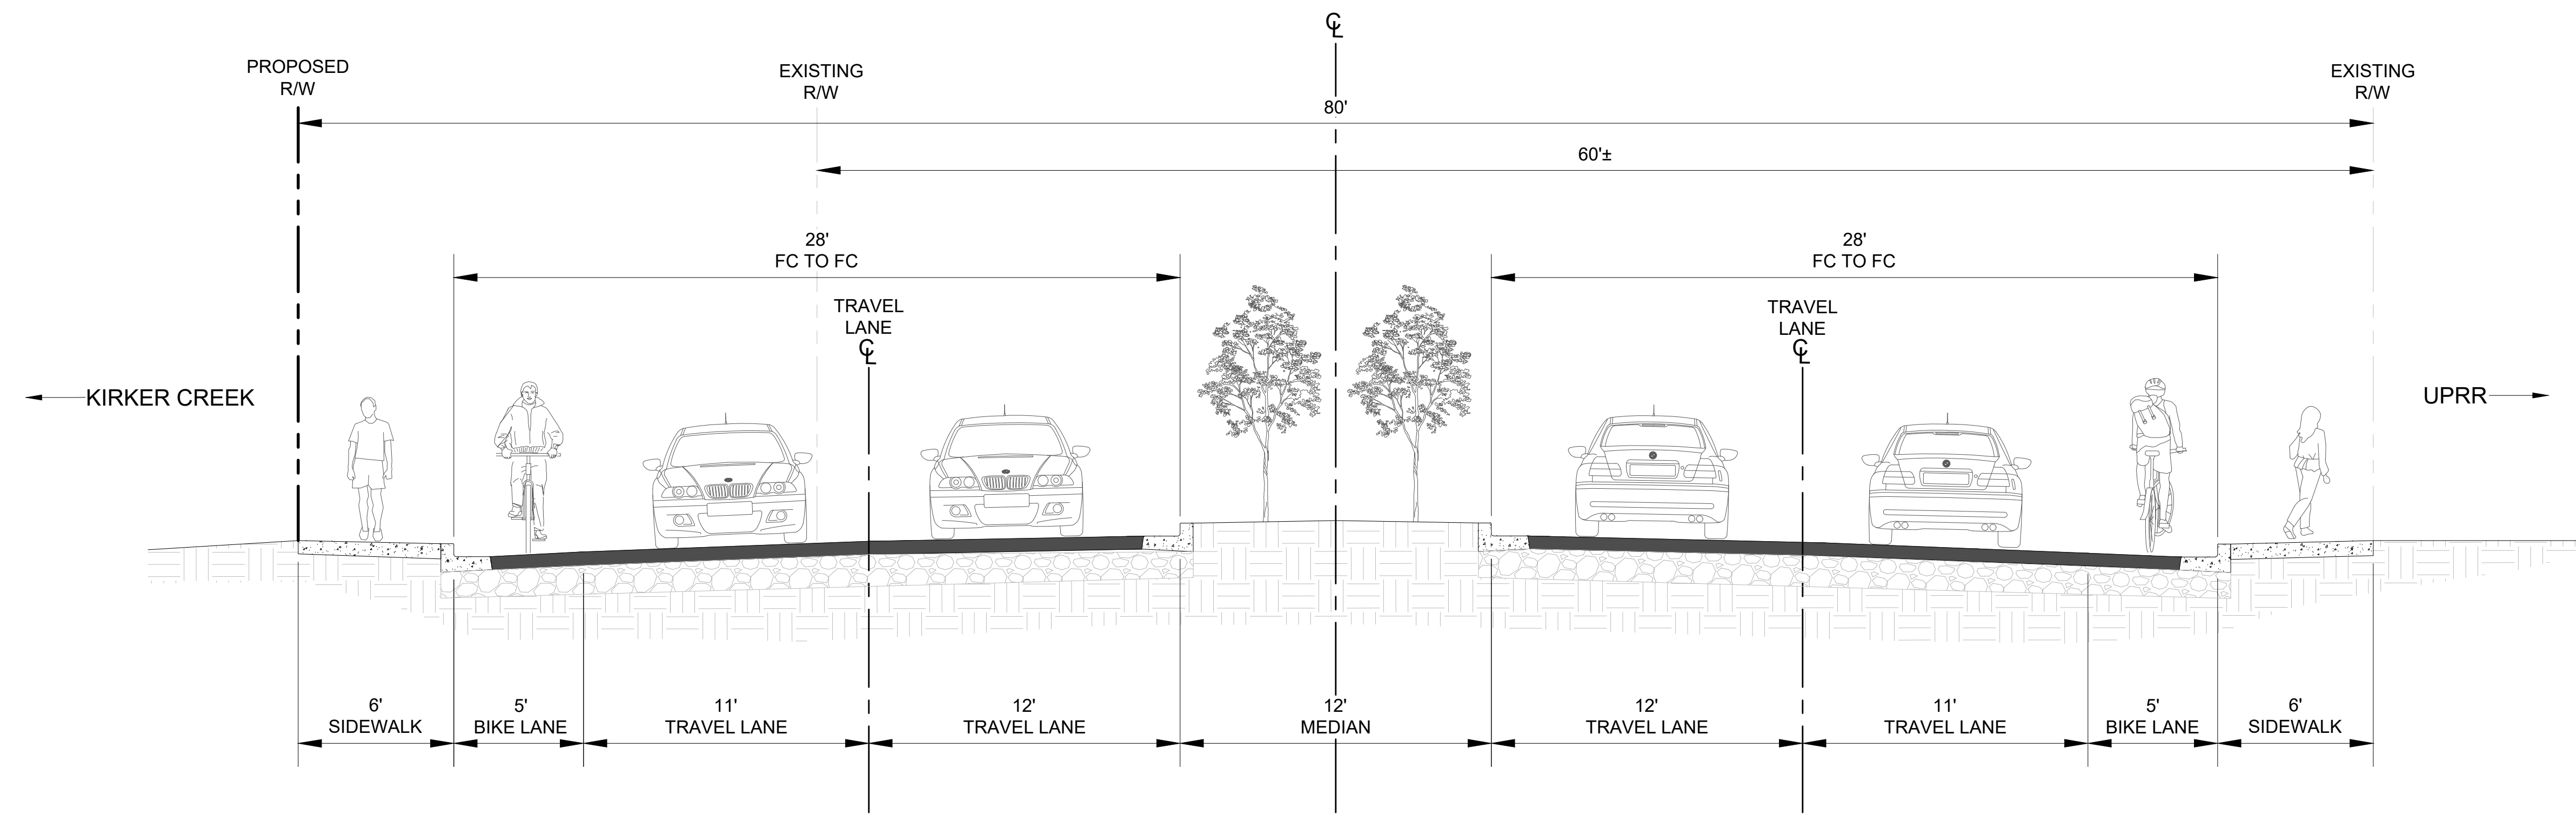 ℄
PROPOSED
R/W
EXISTING
R/W
EXISTING
R/W
80'
60'±
28'
FC TO FC
28'
FC TO FC
TRAVEL
LANE
℄
TRAVEL
LANE
℄
KIRKER CREEK
UPRR
6'
SIDEWALK
5'
BIKE LANE
11'
TRAVEL LANE
12'
TRAVEL LANE
12'
MEDIAN
12'
TRAVEL LANE
11'
TRAVEL LANE
5'
BIKE LANE
6'
SIDEWALK